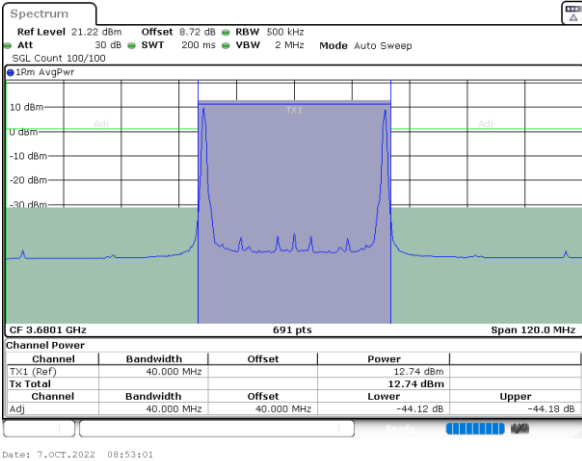 Spectrum
Ref Level 21.22 dBm Offset 8.72 dB RBW 500 kHz
Att 30 dB SWT 200 ms VBW 2 MHz Mode Auto Sweep
SGL Count 100/100
1Rm AvgPwr
10 dBm
TX1
Adj Adj
0 dBm
-10 dBm
-20 dBm
-30 dBm
CF 3.6801 GHz 691 pts Span 120.0 MHz
Channel Power
Channel Bandwidth Offset Power
TX1 (Ref) 40.000 MHz 12.74 dBm
Tx Total 12.74 dBm
Channel Bandwidth Offset Lower Upper
Adj 40.000 MHz 40.000 MHz -44.12 dB -44.18 dB
Ready
Date: 7.OCT.2022 08:53:01